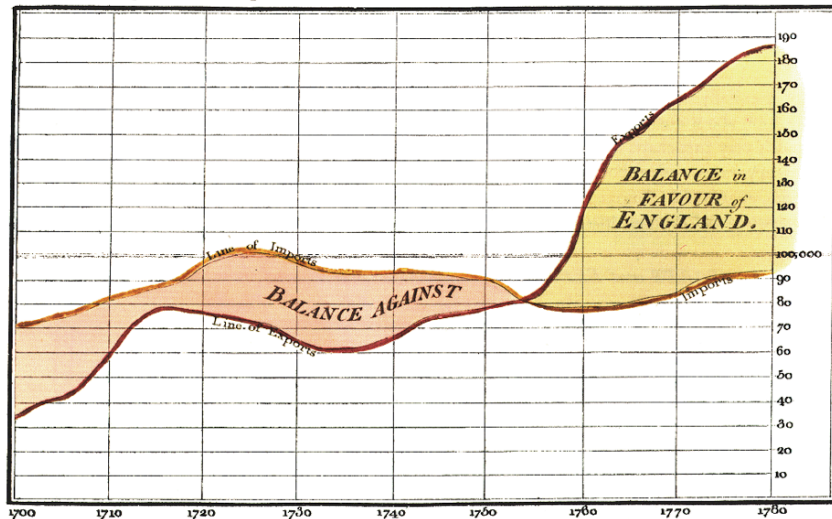 190
180
170
160
150
140
130
120
110
100,000
90
80
70
60
50
40
30
20
10
Exports
BALANCE in
FAVOUR of
ENGLAND.
Line of Imports
BALANCE AGAINST
Imports
Line of Exports
1700 1710 1720 1730 1740 1750 1760 1770 1780